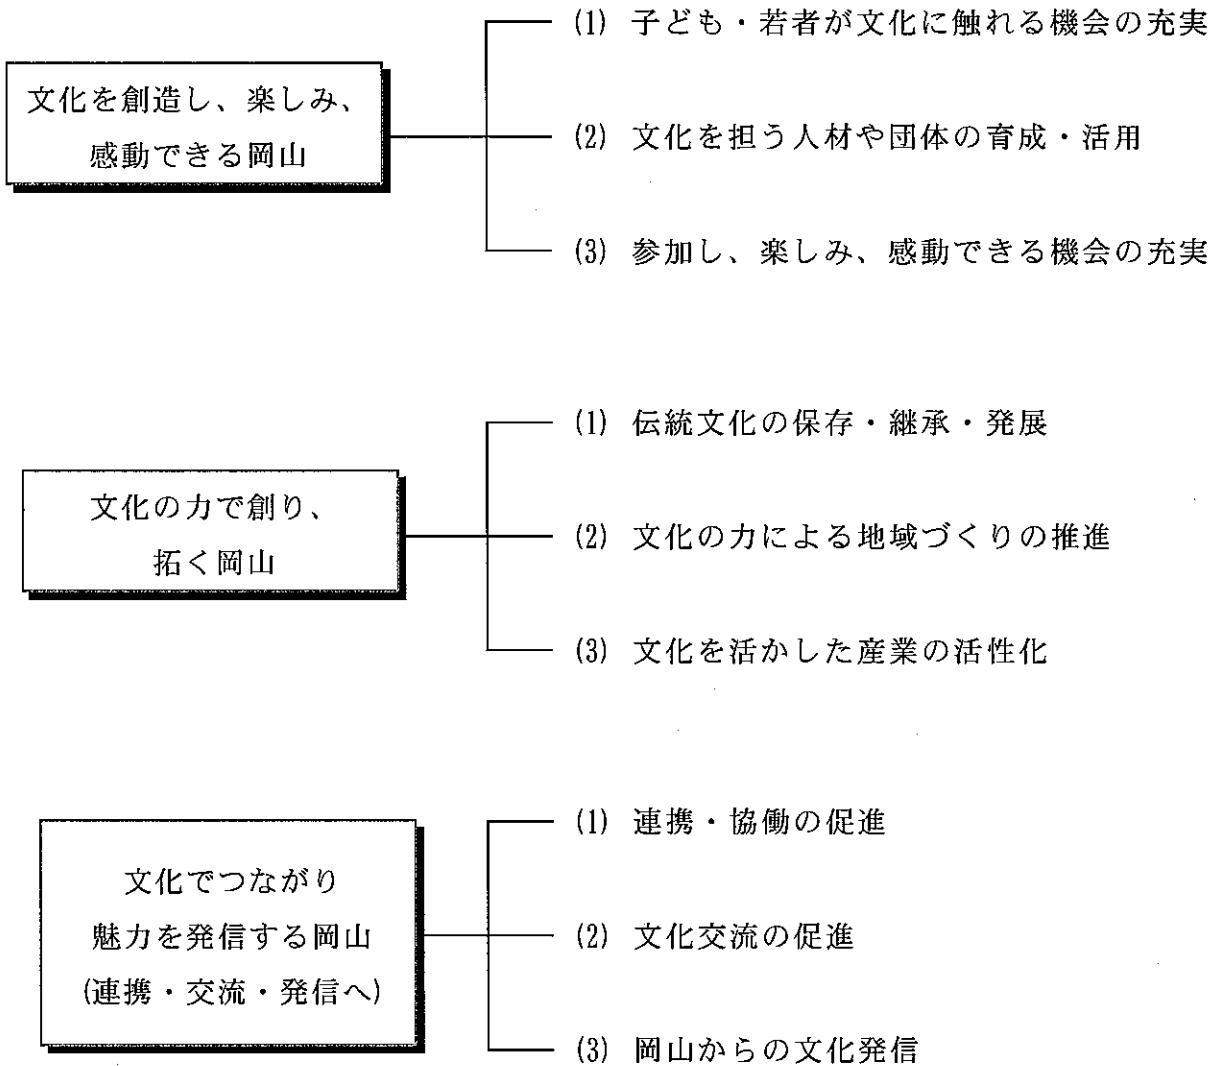 文化を創造し、楽しみ、
感動できる岡山
(1) 子ども・若者が文化に触れる機会の充実
(2) 文化を担う人材や団体の育成・活用
(3) 参加し、楽しみ、感動できる機会の充実
文化の力で創り、
拓く岡山
(1) 伝統文化の保存・継承・発展
(2) 文化の力による地域づくりの推進
(3) 文化を活かした産業の活性化
文化でつながり
魅力を発信する岡山
(連携・交流・発信へ)
(1) 連携・協働の促進
(2) 文化交流の促進
(3) 岡山からの文化発信